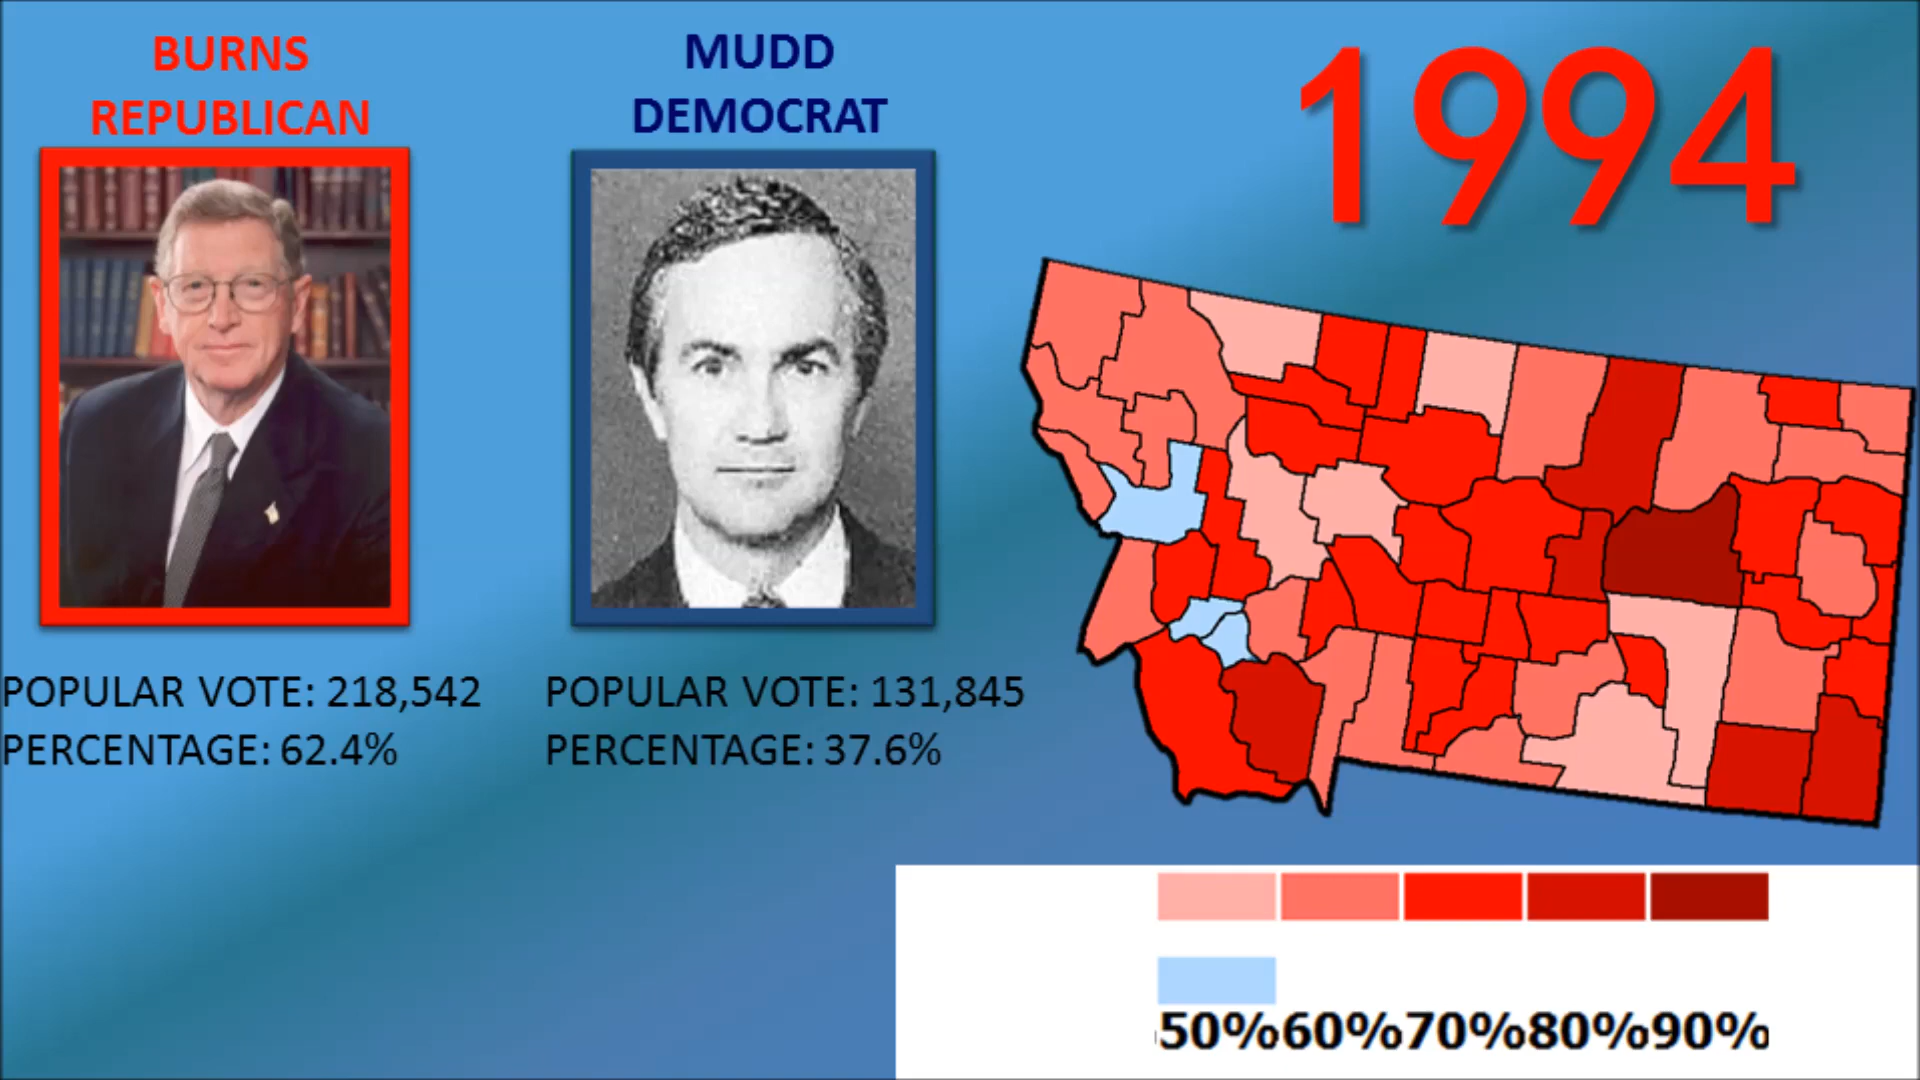 BURNS
REPUBLICAN
MUDD
DEMOCRAT
1994
POPULAR VOTE: 218,542
PERCENTAGE: 62.4%
POPULAR VOTE: 131,845
PERCENTAGE: 37.6%
50%60%70%80%90%